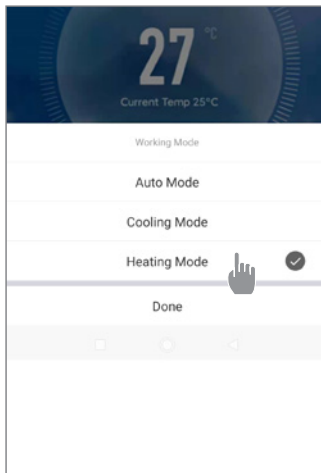 27 °C
Current Temp 25°C
Working Mode
Auto Mode
Cooling Mode
Heating Mode
Done